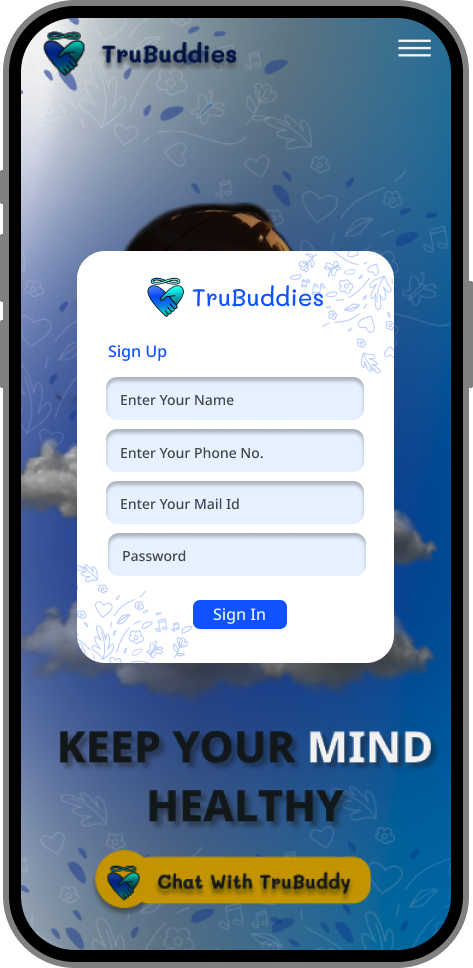 TruBuddies
TruBuddies
Sign Up
Enter Your Name
Enter Your Phone No.
Enter Your Mail Id
Password
Sign In
KEEP YOUR MIND
HEALTHY
Chat With TruBuddy